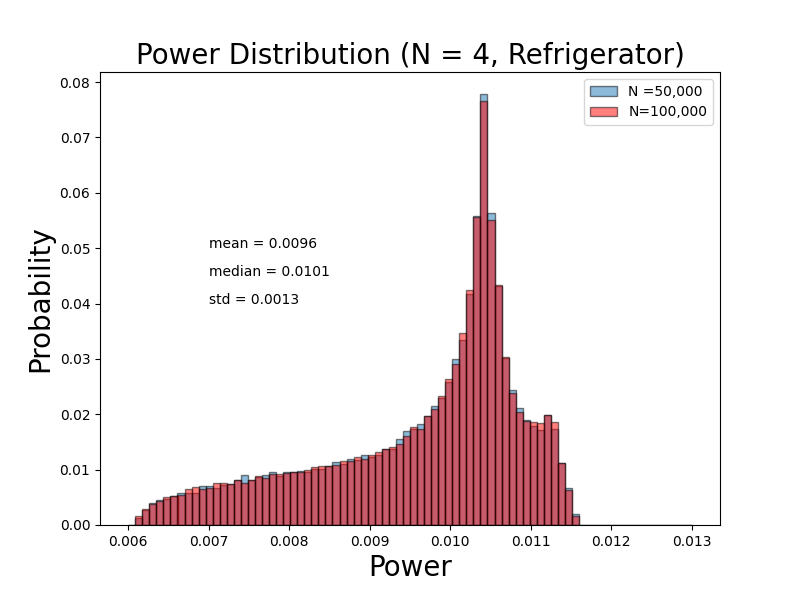 Power Distribution (N = 4, Refrigerator)
N =50,000
N=100,000
mean = 0.0096
median = 0.0101
std = 0.0013
Probability
0.08
0.07
0.06
0.05
0.04
0.03
0.02
0.01
0.00
0.006 0.007 0.008 0.009 0.010 0.011 0.012 0.013
Power